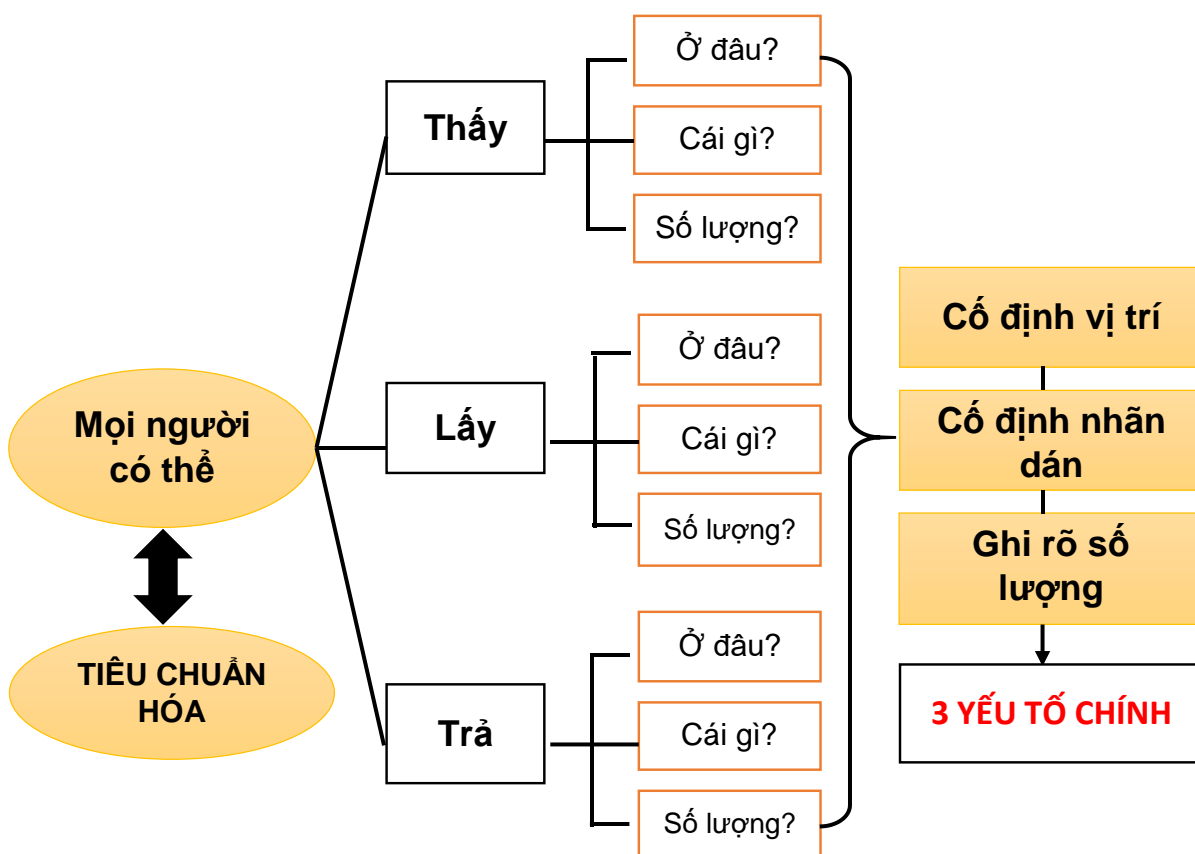 Mọi người
có thể
TIÊU CHUẨN
HÓA
Thấy
Ở đâu?
Cái gì?
Số lượng?
Lấy
Ở đâu?
Cái gì?
Số lượng?
Trả
Ở đâu?
Cái gì?
Số lượng?
Cố định vị trí
Cố định nhãn
dán
Ghi rõ số
lượng
3 YẾU TỐ CHÍNH